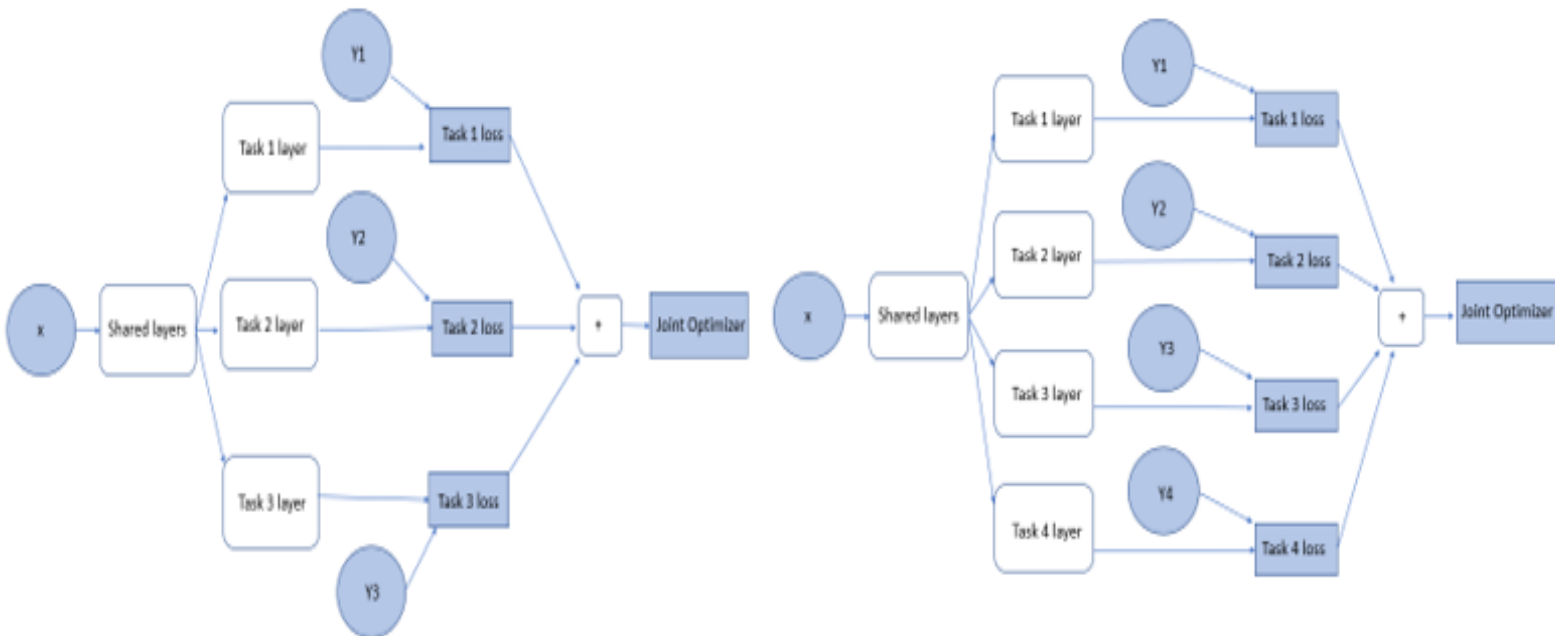 Y1
Task 1 layer
Task 1 loss
Y2
x
Shared layers
Task 2 layer
Task 2 loss
+
Joint Optimizer
Task 3 layer
Task 3 loss
Y3
Y1
Task 1 layer
Task 1 loss
Y2
Task 2 layer
Task 2 loss
x
Shared layers
+
Joint Optimizer
Y3
Task 3 layer
Task 3 loss
Y4
Task 4 layer
Task 4 loss